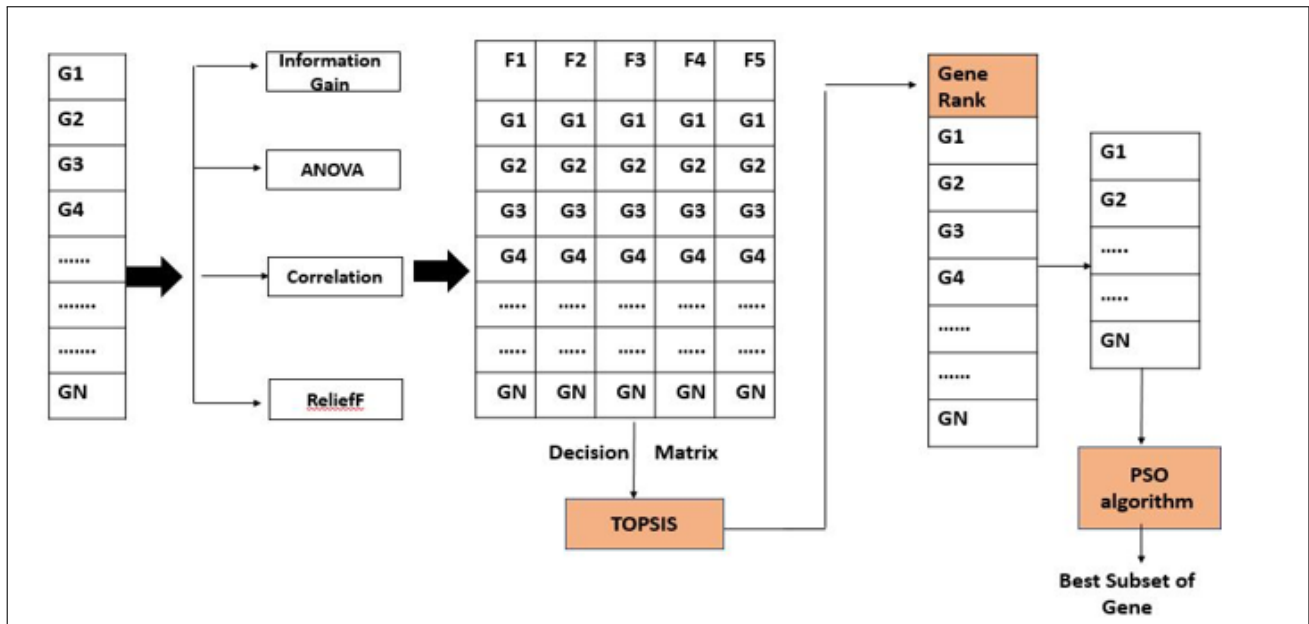 G1
G2
G3
G4
......
.......
.......
GN
Information
Gain
ANOVA
Correlation
ReliefF
F1 F2 F3 F4 F5
G1 G1 G1 G1 G1
G2 G2 G2 G2 G2
G3 G3 G3 G3 G3
G4 G4 G4 G4 G4
..... ..... ..... ..... .....
..... ..... ..... ..... .....
GN GN GN GN GN
Decision Matrix
TOPSIS
Gene
Rank
G1
G2
G3
G4
......
......
GN
G1
G2
.....
.....
GN
PSO
algorithm
Best Subset of
Gene